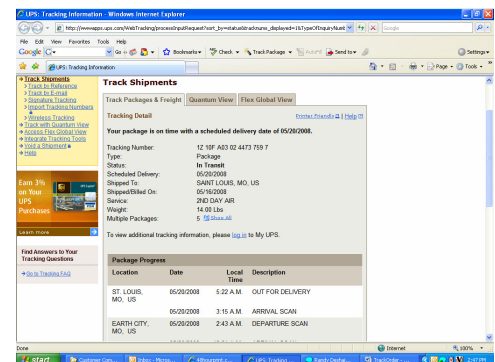 UPS: Tracking Information - Windows Internet Explorer
Google
File Edit View Favorites Tools Help
Google Go Bookmarks Check Track Package AutoFill Send to Settings
UPS: Tracking Information Page Tools
Track Shipments
Track by Reference
Track by E-mail
Signature Tracking
Import Tracking Numbers
Wireless Tracking
Track with Quantum View
Access Flex Global View
Integrate Tracking Tools
Void a Shipment
Help
Earn 3%
on Your
UPS
Purchases
Learn more
Find Answers to Your
Tracking Questions
Go to Tracking FAQ
Track Shipments
Track Packages & Freight Quantum View Flex Global View
Tracking Detail Printer Friendly Help
Your package is on time with a scheduled delivery date of 05/20/2008.
Tracking Number: 1Z 10F A03 02 4473 759 7
Type: Package
Status: In Transit
Scheduled Delivery: 05/20/2008
Shipped To: SAINT LOUIS, MO, US
Shipped/Billed On: 05/16/2008
Service: 2ND DAY AIR
Weight: 14.00 Lbs
Multiple Packages: 5 Show All
To view additional tracking information, please log in to My UPS.
Package Progress
Location Date Local Time Description
ST. LOUIS, MO, US 05/20/2008 5:22 A.M. OUT FOR DELIVERY
05/20/2008 3:15 A.M. ARRIVAL SCAN
EARTH CITY, MO, US 05/20/2008 2:43 A.M. DEPARTURE SCAN
Done Internet 100%
start UPS: Tracking 2:47 PM